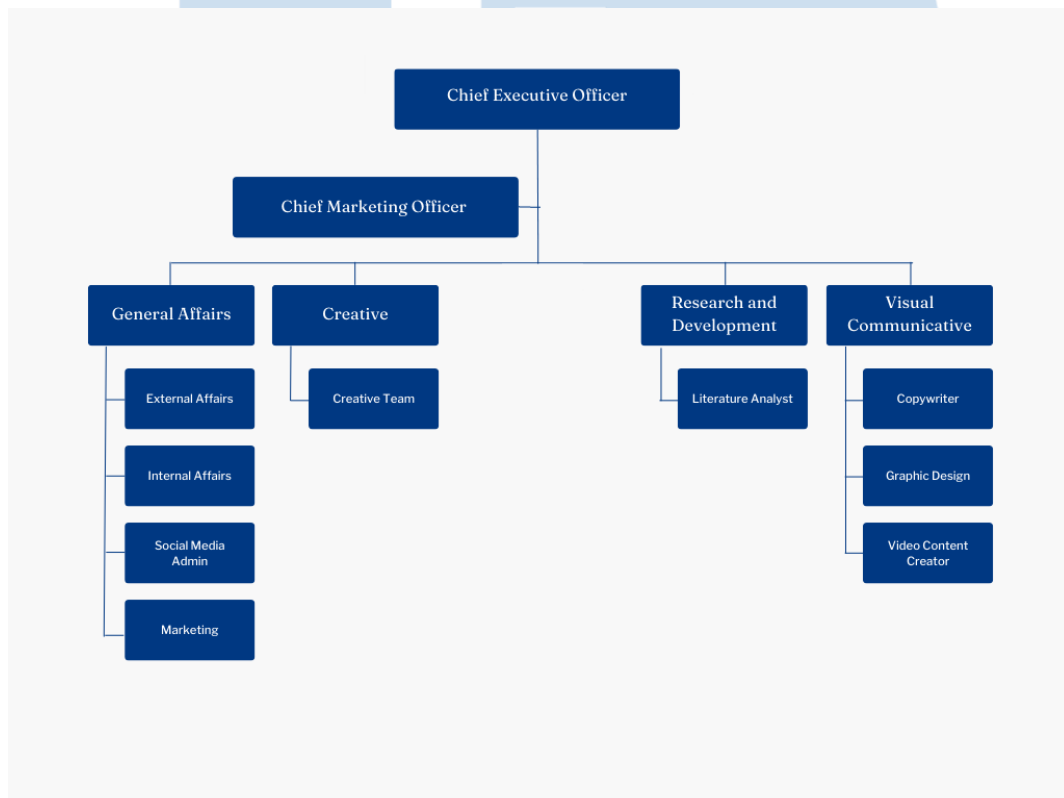 Chief Executive Officer
Chief Marketing Officer
General Affairs
Creative
Research and
Development
Visual
Communicative
External Affairs
Creative Team
Literature Analyst
Copywriter
Internal Affairs
Graphic Design
Social Media
Admin
Video Content
Creator
Marketing